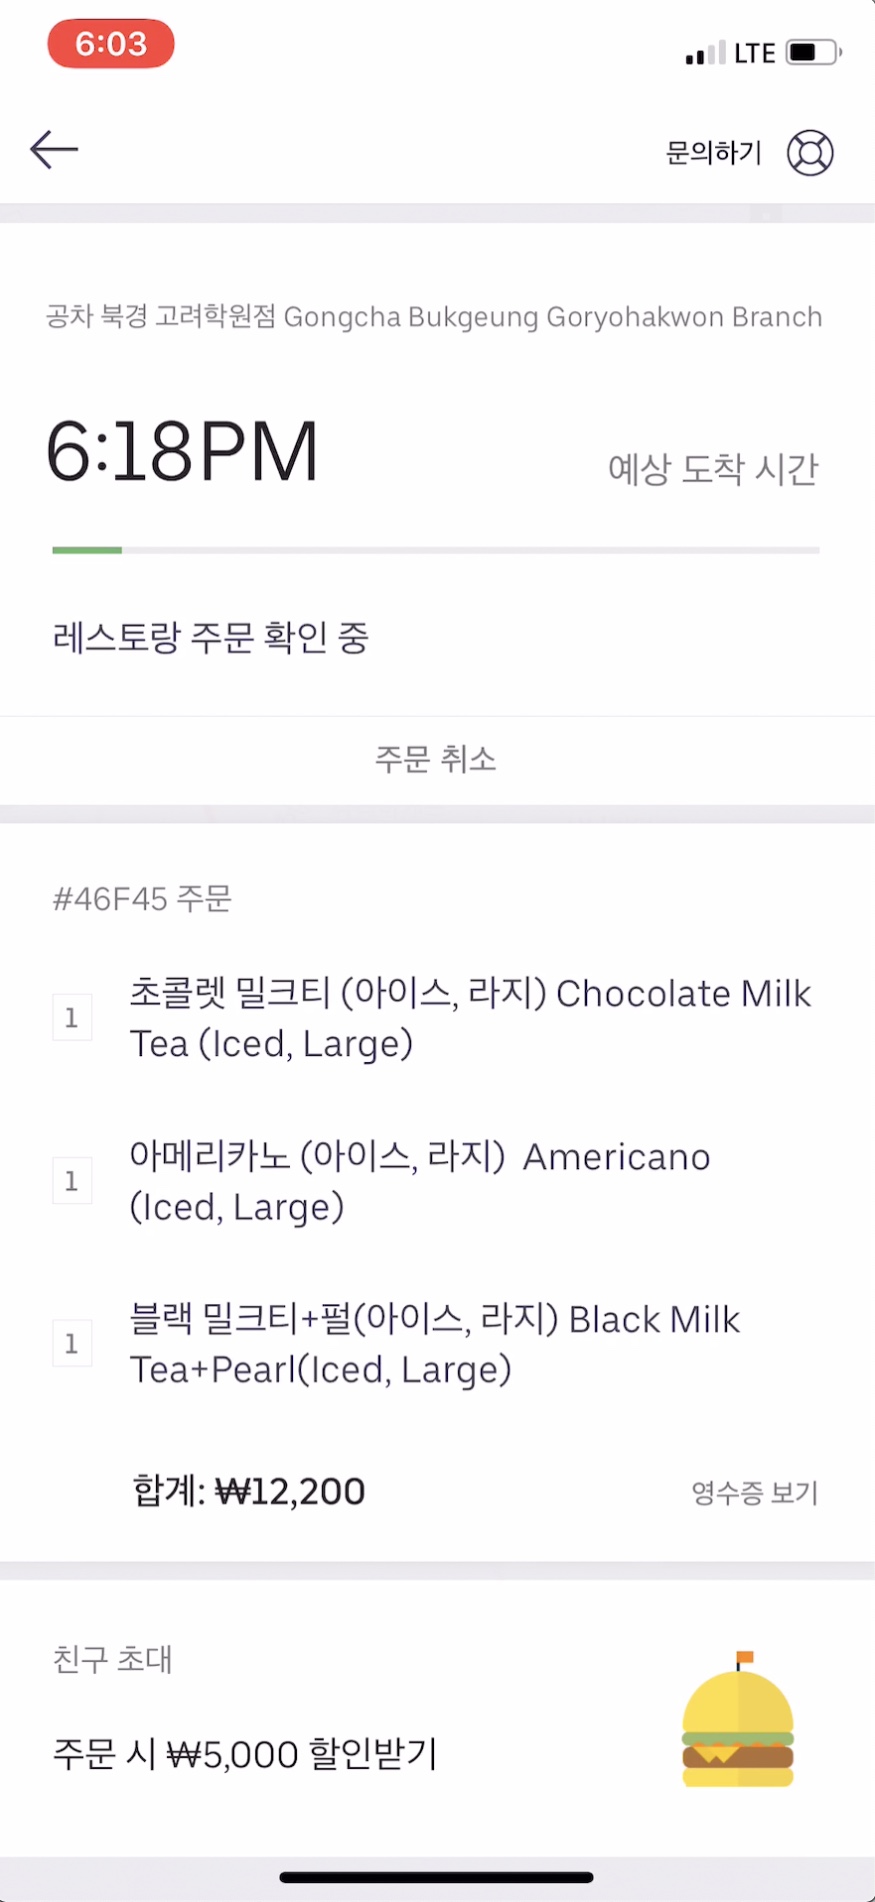 6:03
LTE
문의하기
공차 북경 고려학원점 Gongcha Bukgeung Goryohakwon Branch
6:18PM
예상 도착 시간
레스토랑 주문 확인 중
주문 취소
#46F45 주문
1
초콜렛 밀크티 (아이스, 라지) Chocolate Milk
Tea (Iced, Large)
1
아메리카노 (아이스, 라지) Americano
(Iced, Large)
1
블랙 밀크티+펄(아이스, 라지) Black Milk
Tea+Pearl(Iced, Large)
합계: ₩12,200
영수증 보기
친구 초대
주문 시 ₩5,000 할인받기